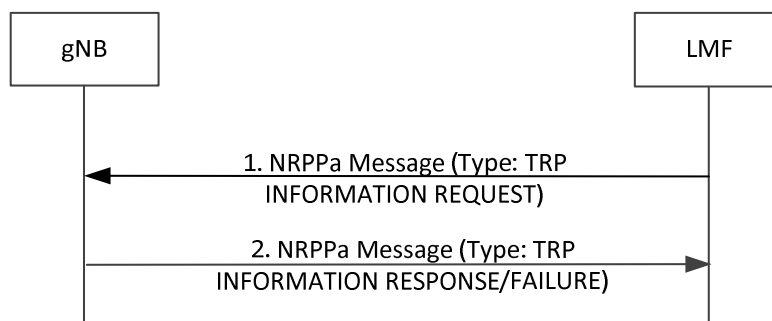 gNB
LMF
1. NRPPa Message (Type: TRP
INFORMATION REQUEST)
2. NRPPa Message (Type: TRP
INFORMATION RESPONSE/FAILURE)